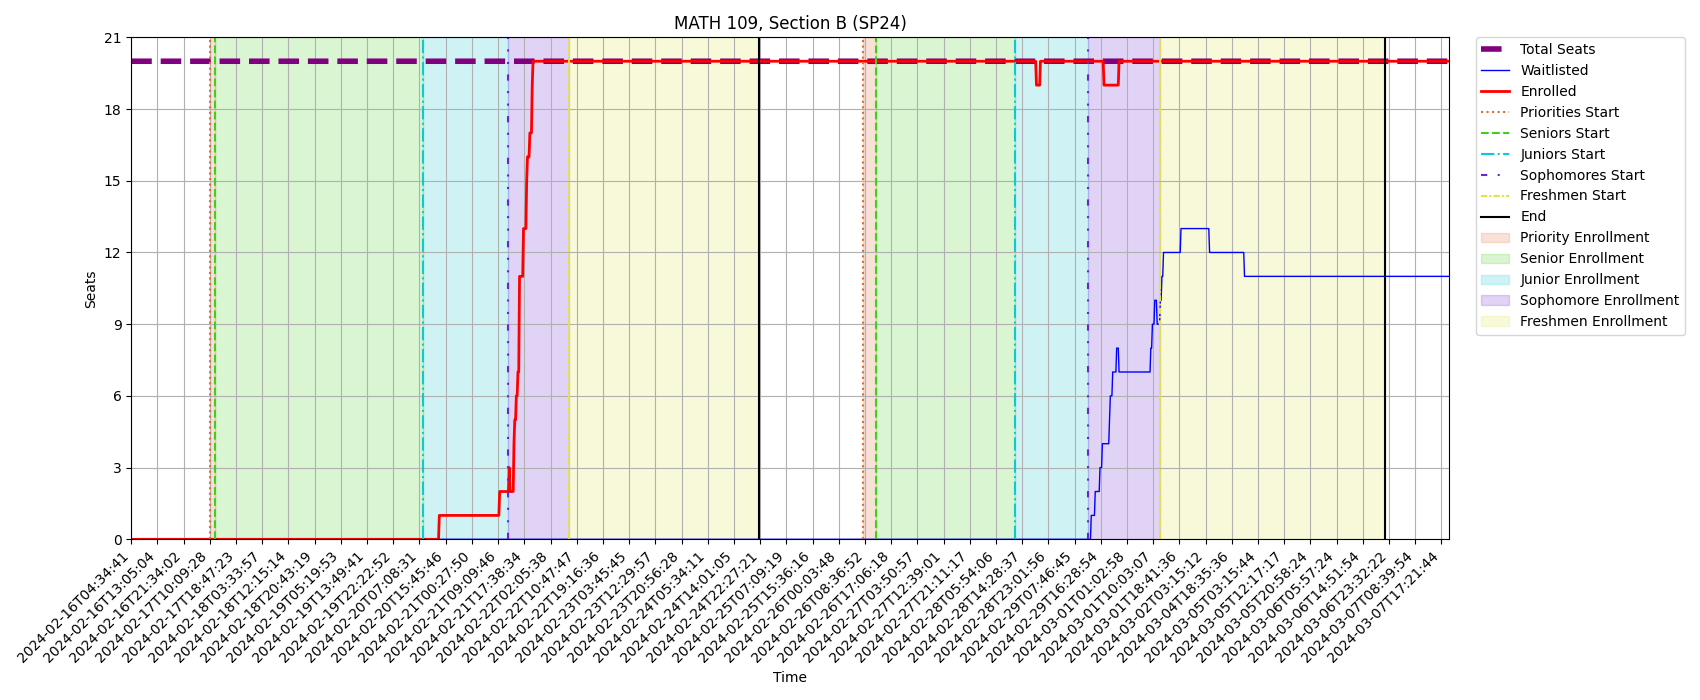 MATH 109, Section B (SP24)
21
18
15
12
9
6
3
0
Seats
2024-02-16T04:34:41
2024-02-16T13:05:04
2024-02-16T21:34:02
2024-02-17T10:09:28
2024-02-17T18:47:23
2024-02-18T03:33:57
2024-02-18T12:15:14
2024-02-18T20:43:19
2024-02-19T05:19:53
2024-02-19T13:49:41
2024-02-19T22:22:52
2024-02-20T07:08:31
2024-02-20T15:45:46
2024-02-21T00:27:50
2024-02-21T09:09:46
2024-02-21T17:38:34
2024-02-22T02:05:38
2024-02-22T10:47:47
2024-02-22T19:16:36
2024-02-23T03:45:45
2024-02-23T12:29:57
2024-02-23T20:56:28
2024-02-24T05:34:11
2024-02-24T14:01:05
2024-02-24T22:27:21
2024-02-25T07:09:19
2024-02-25T15:36:16
2024-02-26T00:03:48
2024-02-26T08:36:52
2024-02-26T17:06:18
2024-02-27T03:50:57
2024-02-27T12:39:01
2024-02-27T21:11:17
2024-02-28T05:54:06
2024-02-28T14:28:37
2024-02-28T23:01:56
2024-02-29T07:46:45
2024-02-29T16:28:54
2024-03-01T01:02:58
2024-03-01T10:03:07
2024-03-01T18:41:36
2024-03-02T03:15:12
2024-03-04T18:35:36
2024-03-05T03:15:44
2024-03-05T12:17:17
2024-03-05T20:58:24
2024-03-06T05:57:24
2024-03-06T14:51:54
2024-03-06T23:32:22
2024-03-07T08:39:54
2024-03-07T17:21:44
Time
Total Seats
Waitlisted
Enrolled
Priorities Start
Seniors Start
Juniors Start
Sophomores Start
Freshmen Start
End
Priority Enrollment
Senior Enrollment
Junior Enrollment
Sophomore Enrollment
Freshmen Enrollment